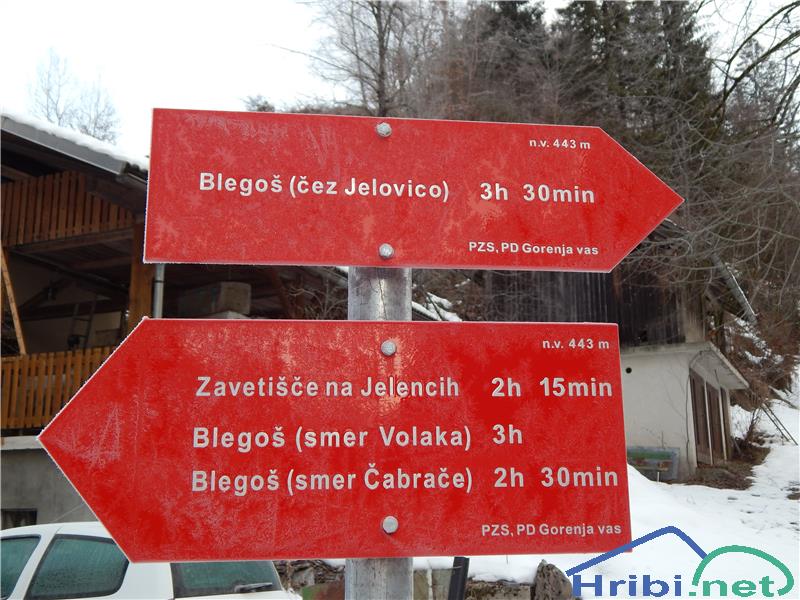 n.v. 443 m
Blegoš (čez Jelovico) 3h 30min
PZS, PD Gorenja vas
n.v. 443 m
Zavetišče na Jelencih 2h 15min
Blegoš (smer Volaka) 3h
Blegoš (smer Čabrače) 2h 30min
PZS, PD Gorenja vas
Hribi.net